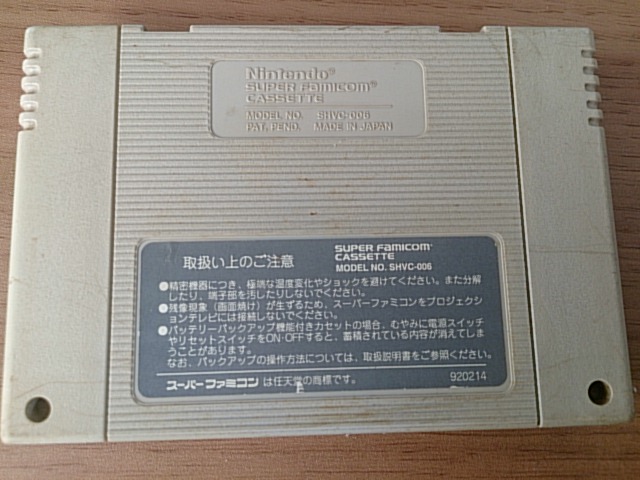 Nintendo®
SUPER FAMICOM®
CASSETTE
MODEL NO. SHVC-006
PAT. PEND. MADE IN JAPAN
取扱い上のご注意
SUPER FAMICOM®
CASSETTE
MODEL NO. SHVC-006
●精密機器につき、極端な温度変化やショックを避けてください。また分解
したり、端子部を汚したりしないでください。
●残像現象(画面焼け)が生ずるため、スーパーファミコンをプロジェクシ
ョンテレビには接続しないでください。
●バッテリーバックアップ機能付きカセットの場合、むやみに電源スイッチ
やリセットスイッチをON・OFFすると、蓄積されている内容が消えてしま
うことがあります。
なお、バックアップの操作方法については、取扱説明書をご参照ください。
スーパーファミコンは任天堂の商標です。 920214